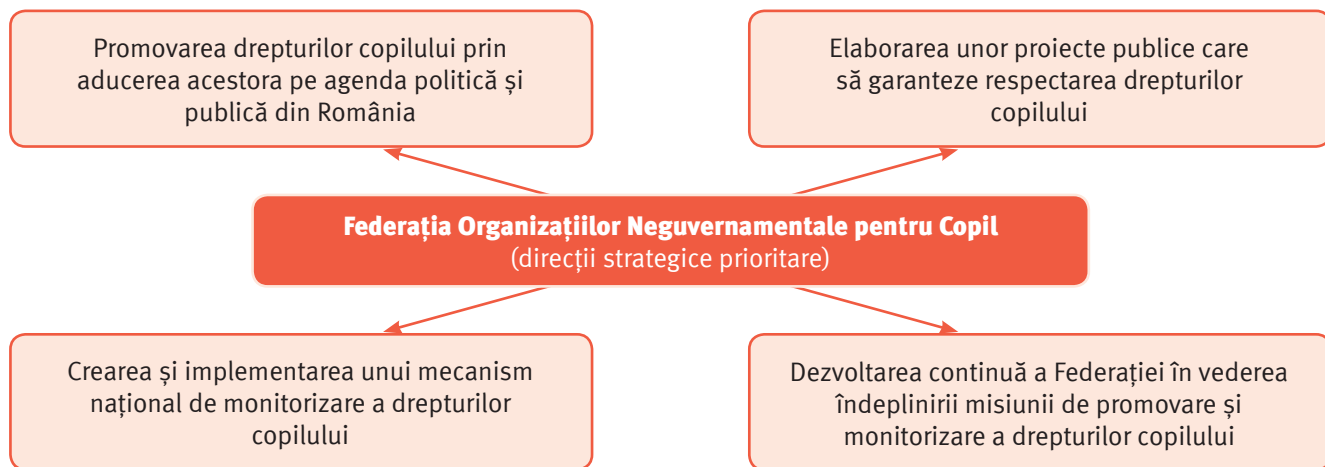 Promovarea drepturilor copilului prin
aducerea acestora pe agenda politică și
publică din România
Elaborarea unor proiecte publice care
să garanteze respectarea drepturilor
copilului
Federația Organizațiilor Neguvernamentale pentru Copil
(direcții strategice prioritare)
Crearea și implementarea unui mecanism
național de monitorizare a drepturilor
copilului
Dezvoltarea continuă a Federației în vederea
îndeplinirii misiunii de promovare și
monitorizare a drepturilor copilului